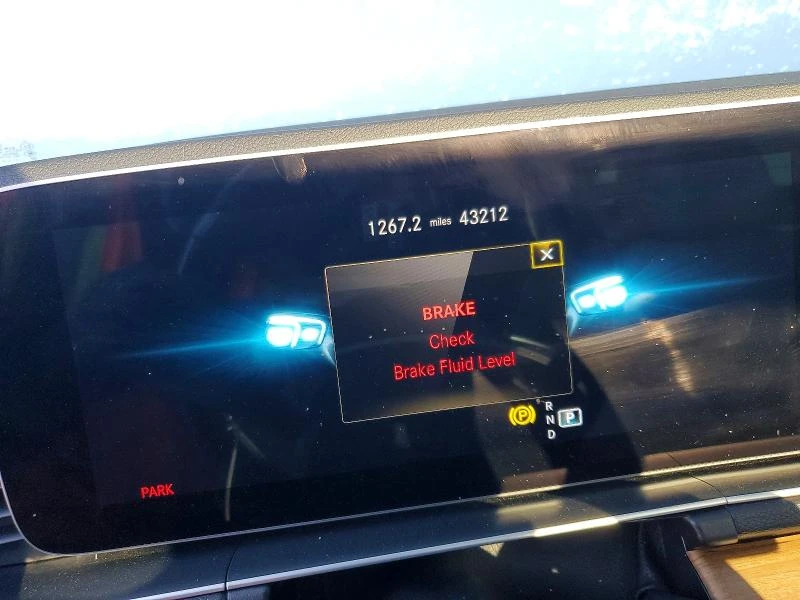 1267.2 miles 43212
X
BRAKE
Check
Brake Fluid Level
P
R
N P
D
PARK